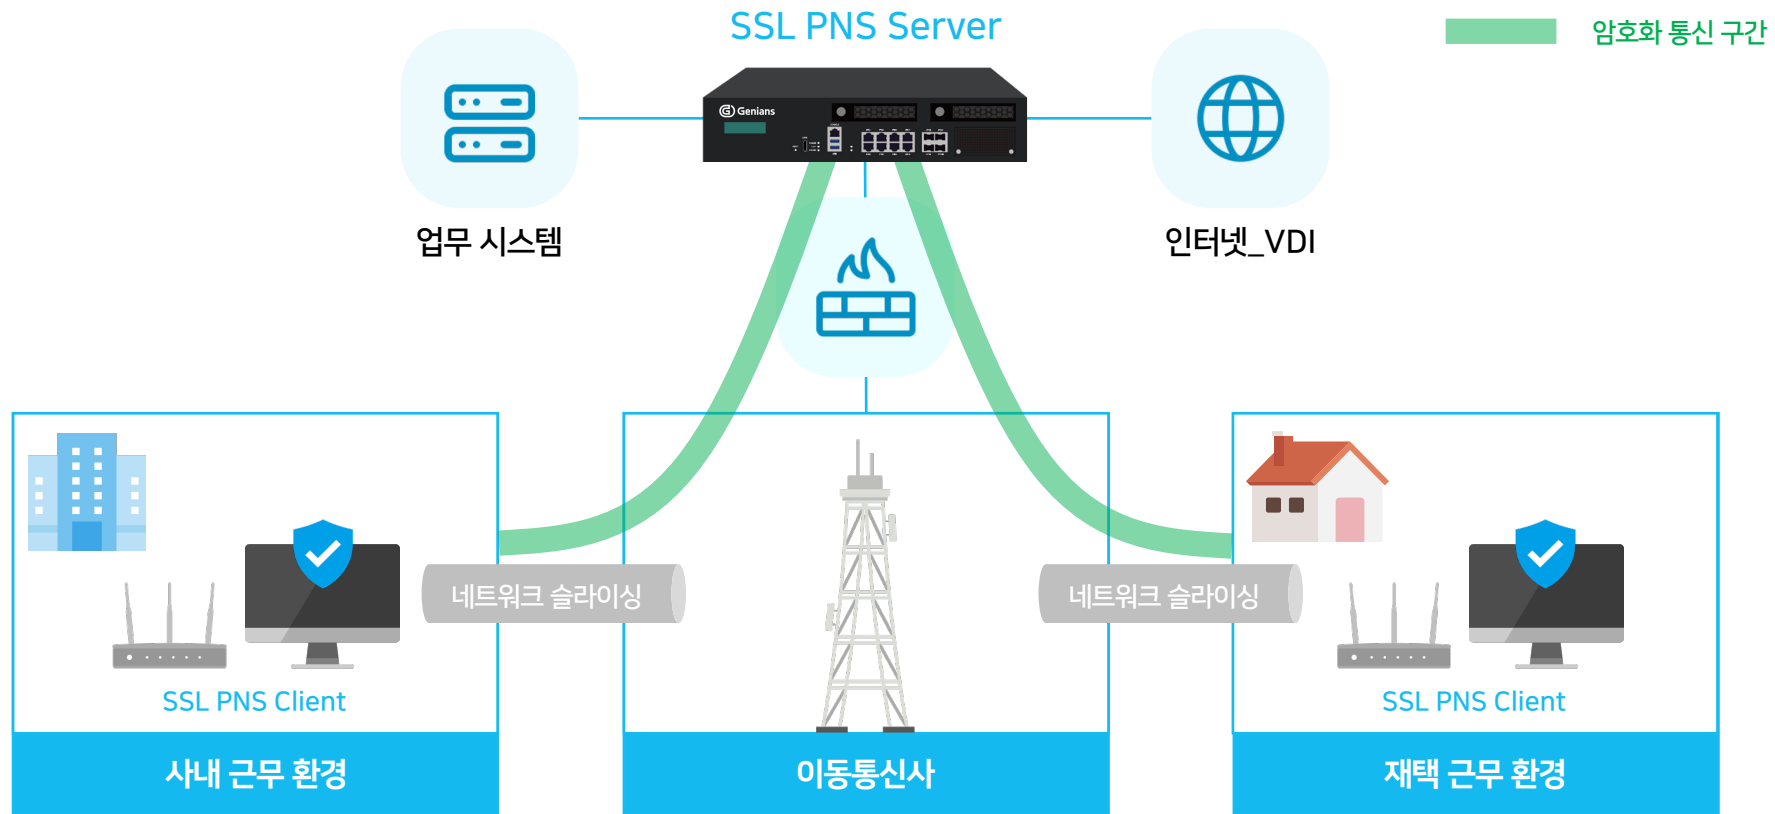 SSL PNS Server
암호화 통신 구간
Genians
업무 시스템
인터넷_VDI
네트워크 슬라이싱
네트워크 슬라이싱
SSL PNS Client
SSL PNS Client
사내 근무 환경
이동통신사
재택 근무 환경